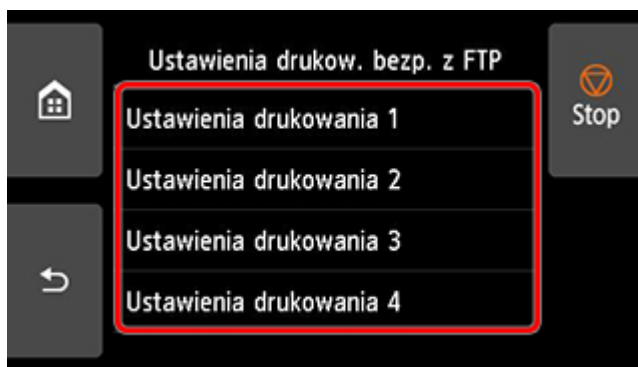 Ustawienia drukow. bezp. z FTP
Ustawienia drukowania 1
Stop
Ustawienia drukowania 2
Ustawienia drukowania 3
Ustawienia drukowania 4